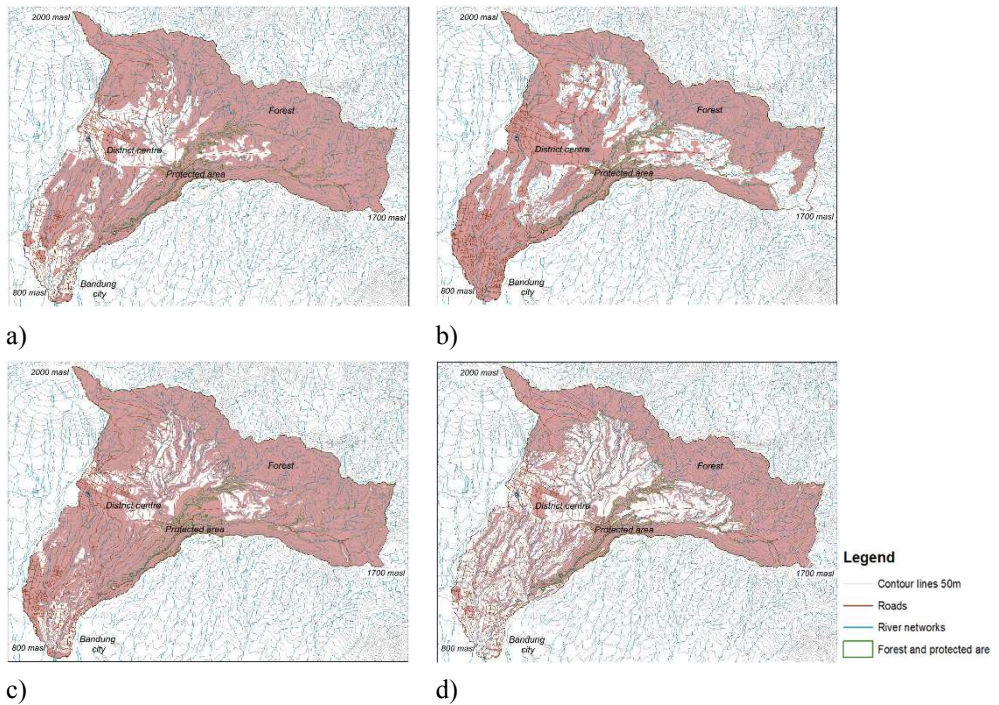 2000 masl
Forest
District centre
Protected area
1700 masl
800 masl
Bandung
city
a)
2000 masl
Forest
District centre
Protected area
1700 masl
800 masl
Bandung
city
b)
2000 masl
Forest
District centre
Protected area
1700 masl
800 masl
Bandung
city
c)
2000 masl
Forest
District centre
Protected area
1700 masl
800 masl
Bandung
city
d)
Legend
Contour lines 50m
Roads
River networks
Forest and protected are